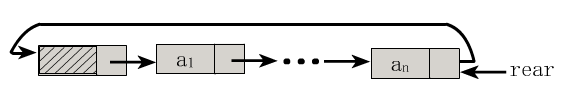 a₁ ••• aₙ rear